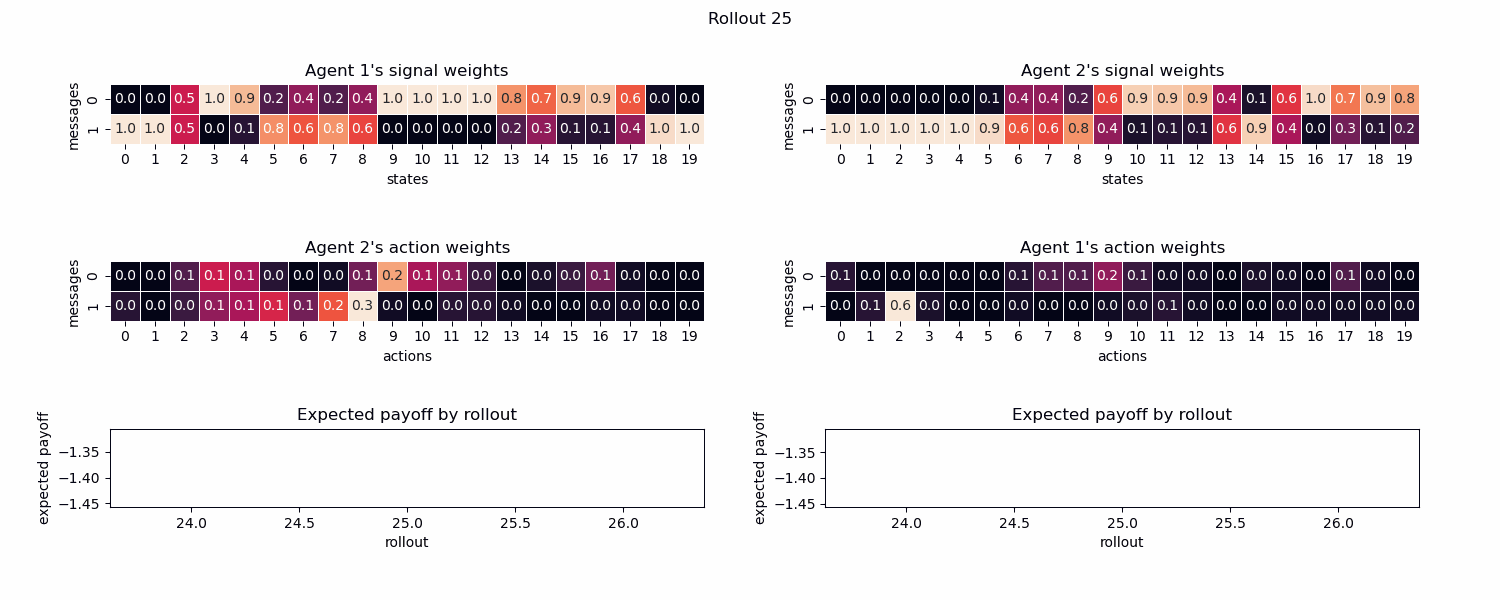 Rollout 25
Agent 1's signal weights
messages
0 0.0 0.0 0.5 1.0 0.9 0.2 0.4 0.2 0.4 1.0 1.0 1.0 1.0 0.8 0.7 0.9 0.9 0.6 0.0 0.0
1 1.0 1.0 0.5 0.0 0.1 0.8 0.6 0.8 0.6 0.0 0.0 0.0 0.0 0.2 0.3 0.1 0.1 0.4 1.0 1.0
0 1 2 3 4 5 6 7 8 9 10 11 12 13 14 15 16 17 18 19
states
Agent 2's signal weights
messages
0 0.0 0.0 0.0 0.0 0.0 0.1 0.4 0.4 0.2 0.6 0.9 0.9 0.9 0.4 0.1 0.6 1.0 0.7 0.9 0.8
1 1.0 1.0 1.0 1.0 1.0 0.9 0.6 0.6 0.8 0.4 0.1 0.1 0.1 0.6 0.9 0.4 0.0 0.3 0.1 0.2
0 1 2 3 4 5 6 7 8 9 10 11 12 13 14 15 16 17 18 19
states
Agent 2's action weights
messages
0 0.0 0.0 0.1 0.1 0.1 0.0 0.0 0.0 0.1 0.2 0.1 0.1 0.0 0.0 0.0 0.0 0.1 0.0 0.0 0.0
1 0.0 0.0 0.0 0.1 0.1 0.1 0.1 0.2 0.3 0.0 0.0 0.0 0.0 0.0 0.0 0.0 0.0 0.0 0.0 0.0
0 1 2 3 4 5 6 7 8 9 10 11 12 13 14 15 16 17 18 19
actions
Agent 1's action weights
messages
0 0.1 0.0 0.0 0.0 0.0 0.0 0.1 0.1 0.1 0.2 0.1 0.0 0.0 0.0 0.0 0.0 0.0 0.1 0.0 0.0
1 0.0 0.1 0.6 0.0 0.0 0.0 0.0 0.0 0.0 0.0 0.0 0.1 0.0 0.0 0.0 0.0 0.0 0.0 0.0 0.0
0 1 2 3 4 5 6 7 8 9 10 11 12 13 14 15 16 17 18 19
actions
Expected payoff by rollout
expected payoff
−1.35
−1.40
−1.45
24.0 24.5 25.0 25.5 26.0
rollout
Expected payoff by rollout
expected payoff
−1.35
−1.40
−1.45
24.0 24.5 25.0 25.5 26.0
rollout